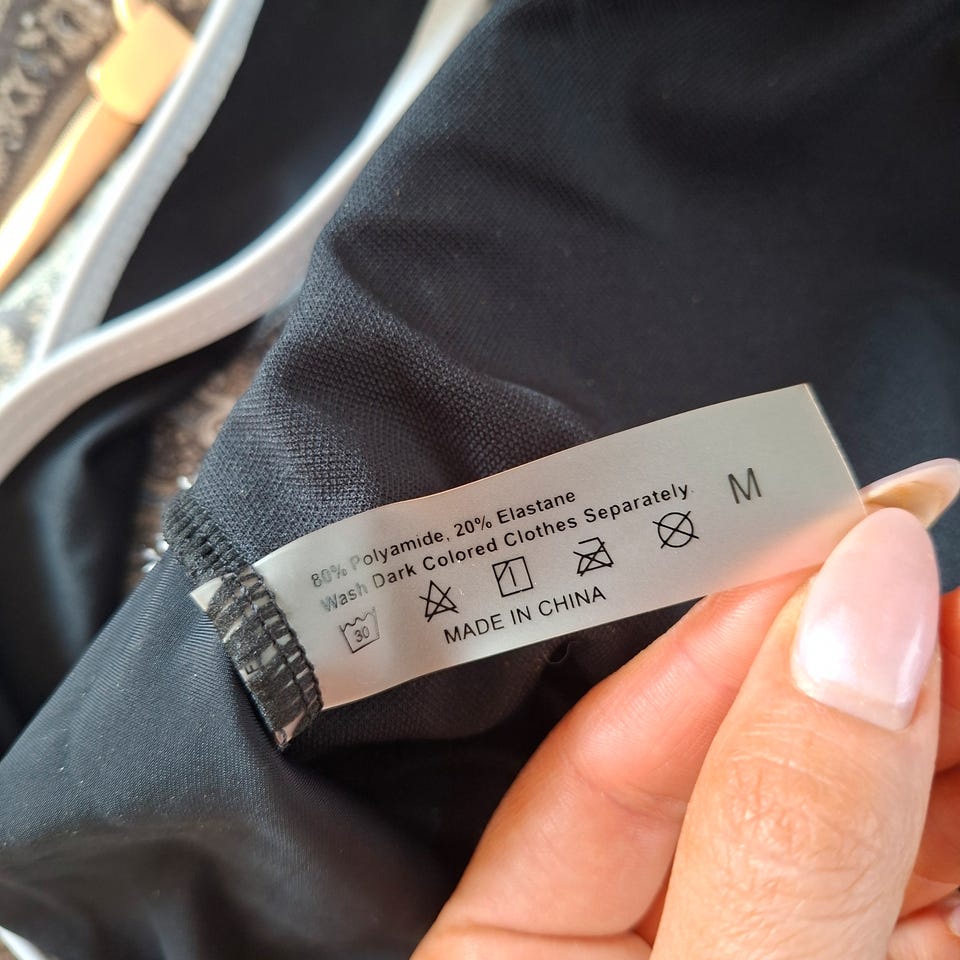 80% Polyamide, 20% Elastane
Wash Dark Colored Clothes Separately
M
30
MADE IN CHINA